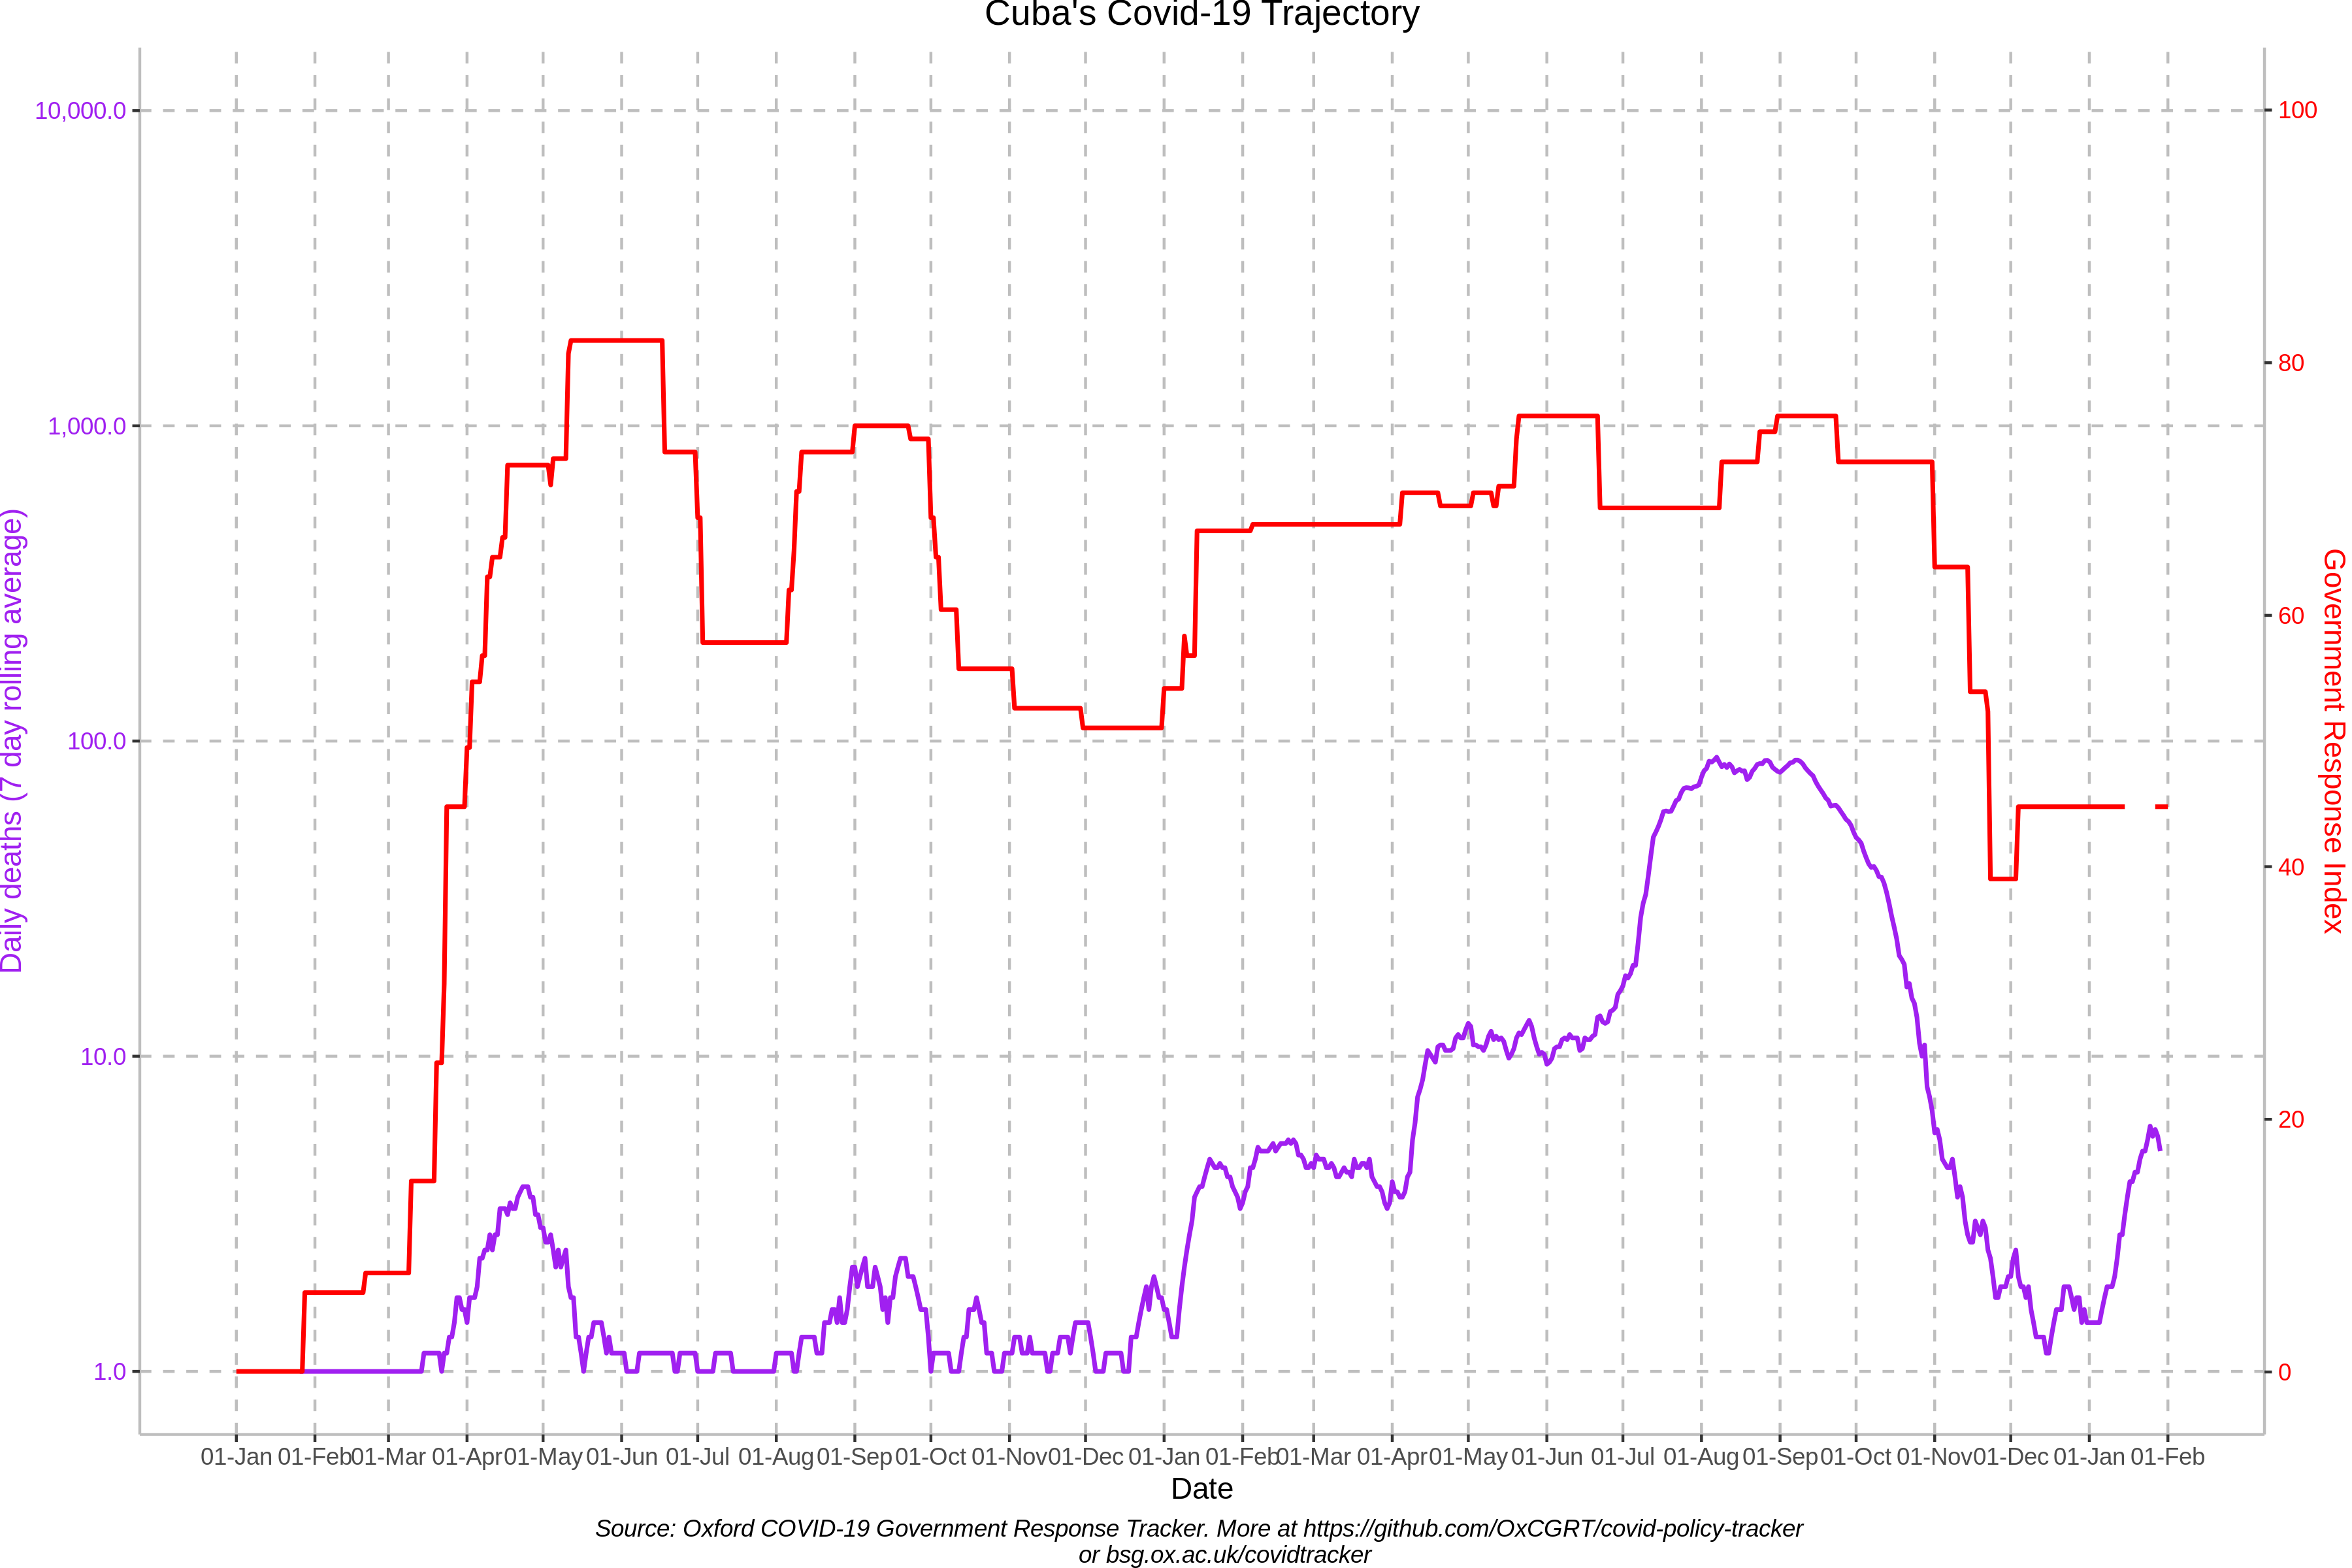 Cuba's Covid-19 Trajectory
10,000.0
1,000.0
100.0
10.0
1.0
Daily deaths (7 day rolling average)
100
80
60
40
20
0
Government Response Index
01-Jan 01-Feb 01-Mar 01-Apr 01-May 01-Jun 01-Jul 01-Aug 01-Sep 01-Oct 01-Nov 01-Dec 01-Jan 01-Feb 01-Mar 01-Apr 01-May 01-Jun 01-Jul 01-Aug 01-Sep 01-Oct 01-Nov 01-Dec 01-Jan 01-Feb
Date
Source: Oxford COVID-19 Government Response Tracker. More at https://github.com/OxCGRT/covid-policy-tracker
or bsg.ox.ac.uk/covidtracker